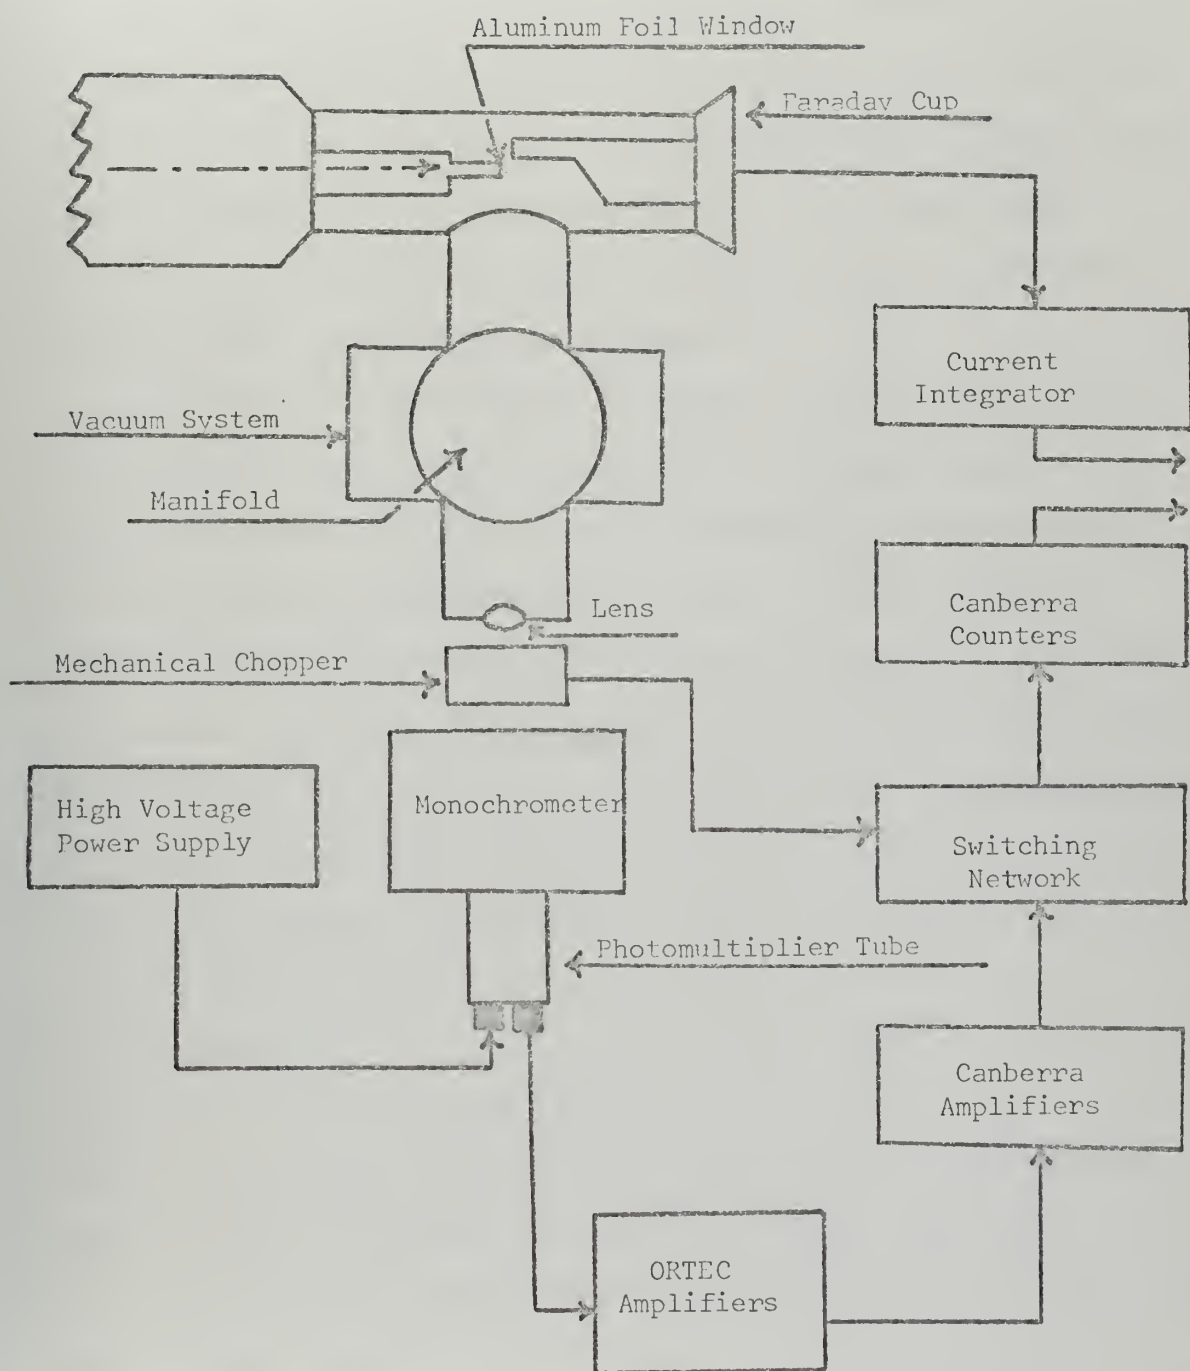 Aluminum Foil Window
Faraday Cup
Current
Integrator
Vacuum System
Manifold
Canberra
Counters
Lens
Mechanical Chopper
High Voltage
Power Supply
Monochrometer
Switching
Network
Photomultiplier Tube
Canberra
Amplifiers
ORTEC
Amplifiers